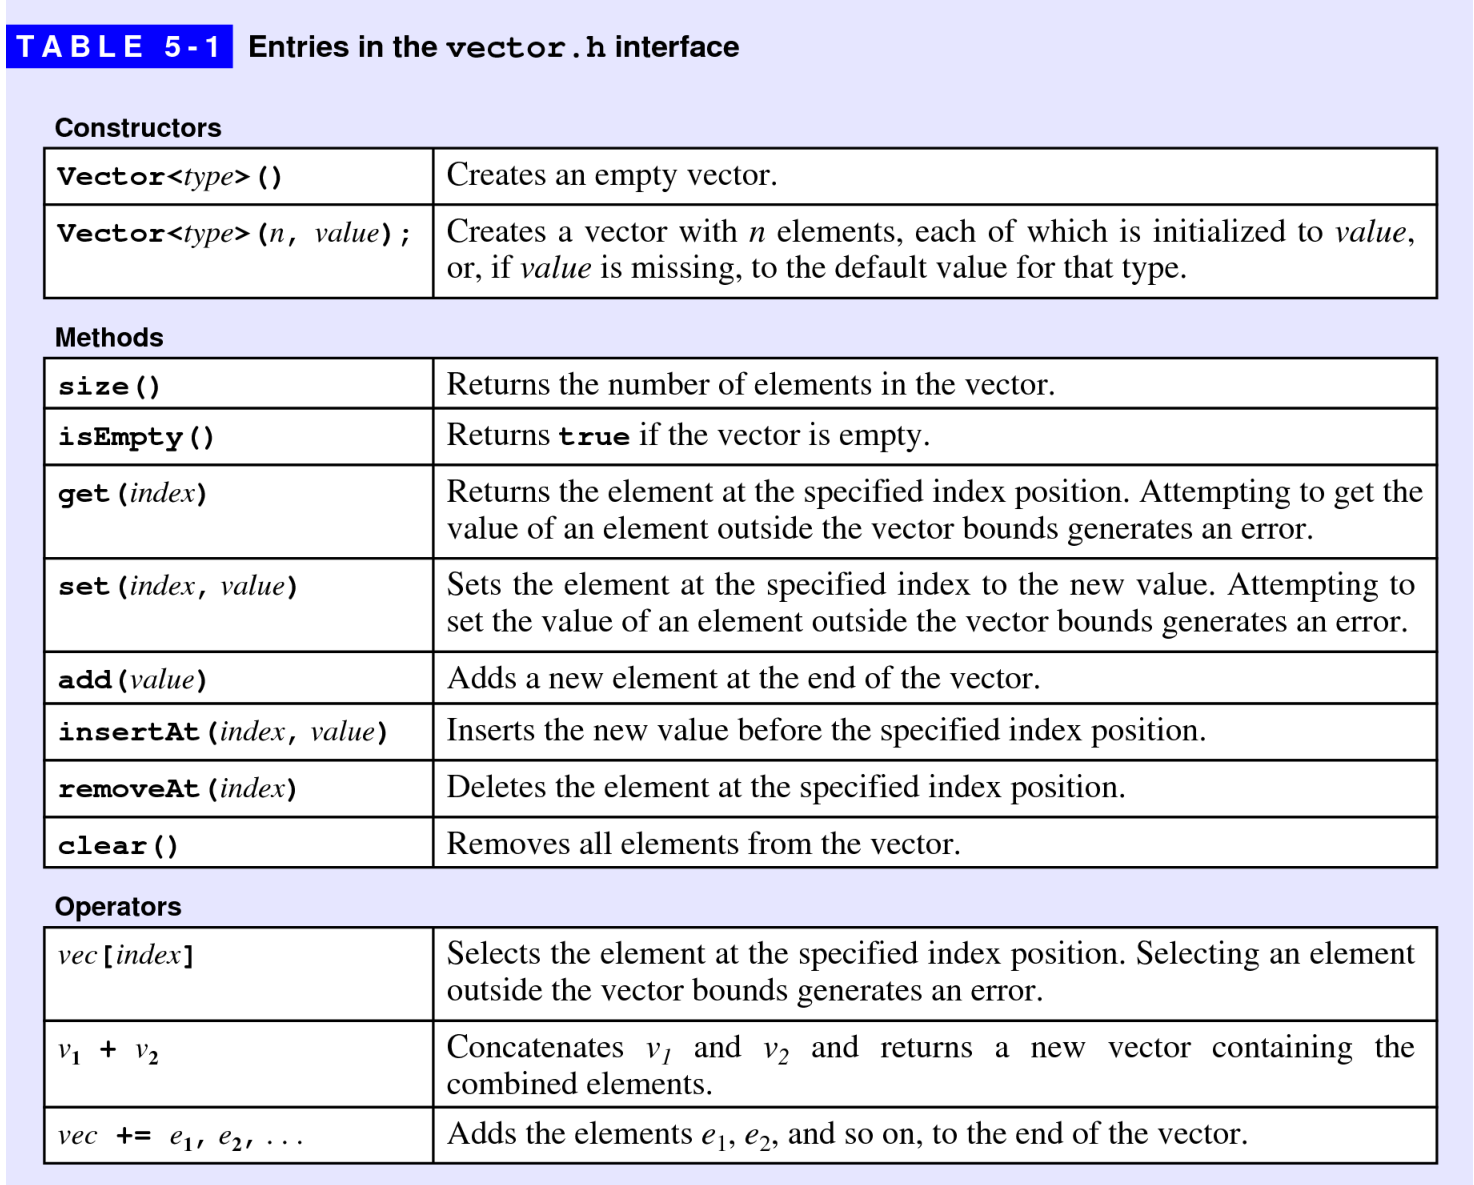 TABLE 5-1 Entries in the vector.h interface
Constructors
Vector<type>() Creates an empty vector.
Vector<type>(n, value); Creates a vector with n elements, each of which is initialized to value,
or, if value is missing, to the default value for that type.
Methods
size() Returns the number of elements in the vector.
isEmpty() Returns true if the vector is empty.
get(index) Returns the element at the specified index position. Attempting to get the
value of an element outside the vector bounds generates an error.
set(index, value) Sets the element at the specified index to the new value. Attempting to
set the value of an element outside the vector bounds generates an error.
add(value) Adds a new element at the end of the vector.
insertAt(index, value) Inserts the new value before the specified index position.
removeAt(index) Deletes the element at the specified index position.
clear() Removes all elements from the vector.
Operators
vec[index] Selects the element at the specified index position. Selecting an element
outside the vector bounds generates an error.
v₁ + v₂ Concatenates v₁ and v₂ and returns a new vector containing the
combined elements.
vec += e₁, e₂, ... Adds the elements e₁, e₂, and so on, to the end of the vector.